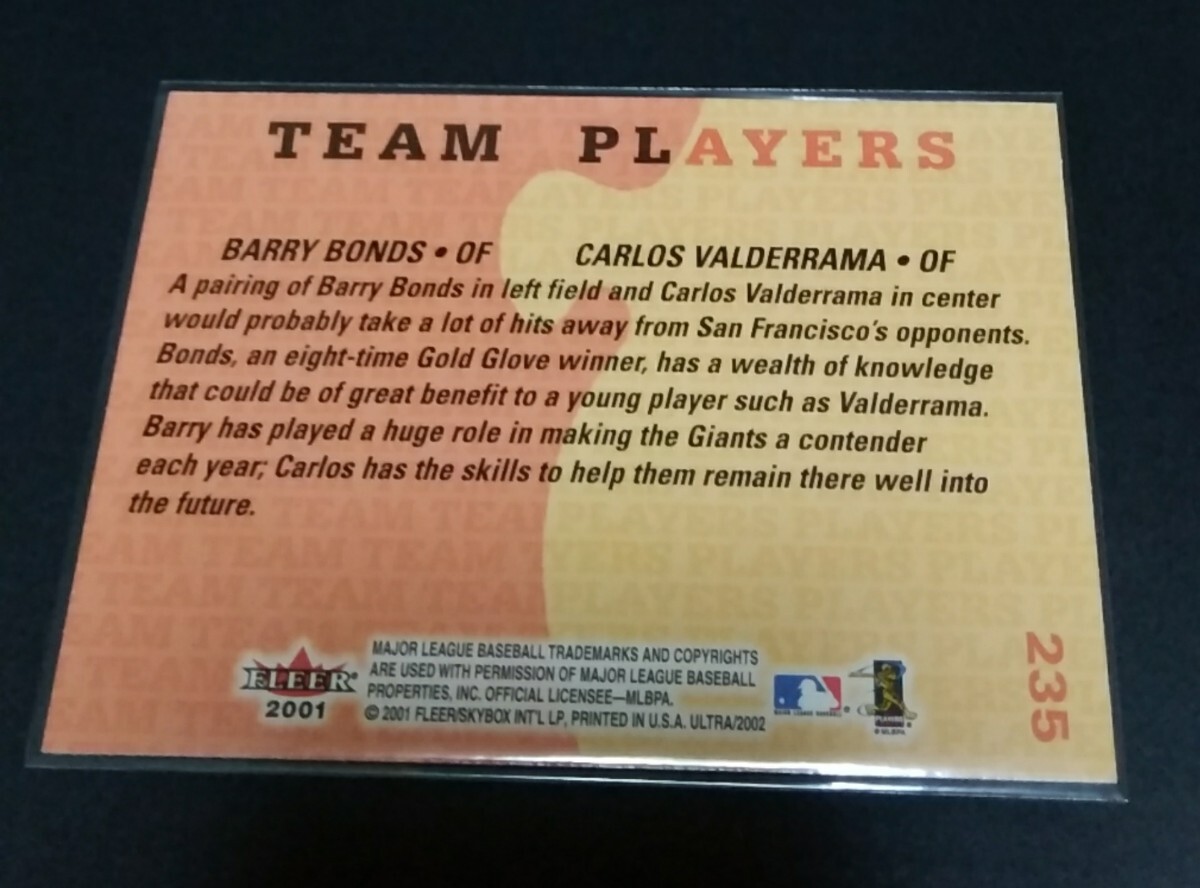 TEAM PLAYERS
BARRY BONDS • OF
CARLOS VALDERRAMA • OF
A pairing of Barry Bonds in left field and Carlos Valderrama in center
would probably take a lot of hits away from San Francisco's opponents.
Bonds, an eight-time Gold Glove winner, has a wealth of knowledge
that could be of great benefit to a young player such as Valderrama.
Barry has played a huge role in making the Giants a contender
each year; Carlos has the skills to help them remain there well into
the future.
FLEER®
2001
MAJOR LEAGUE BASEBALL TRADEMARKS AND COPYRIGHTS
ARE USED WITH PERMISSION OF MAJOR LEAGUE BASEBALL
PROPERTIES, INC. OFFICIAL LICENSEE—MLBPA.
© 2001 FLEER/SKYBOX INT'L LP, PRINTED IN U.S.A. ULTRA/2002
MAJOR LEAGUE BASEBALL
PLAYERS
© MLBPA
235